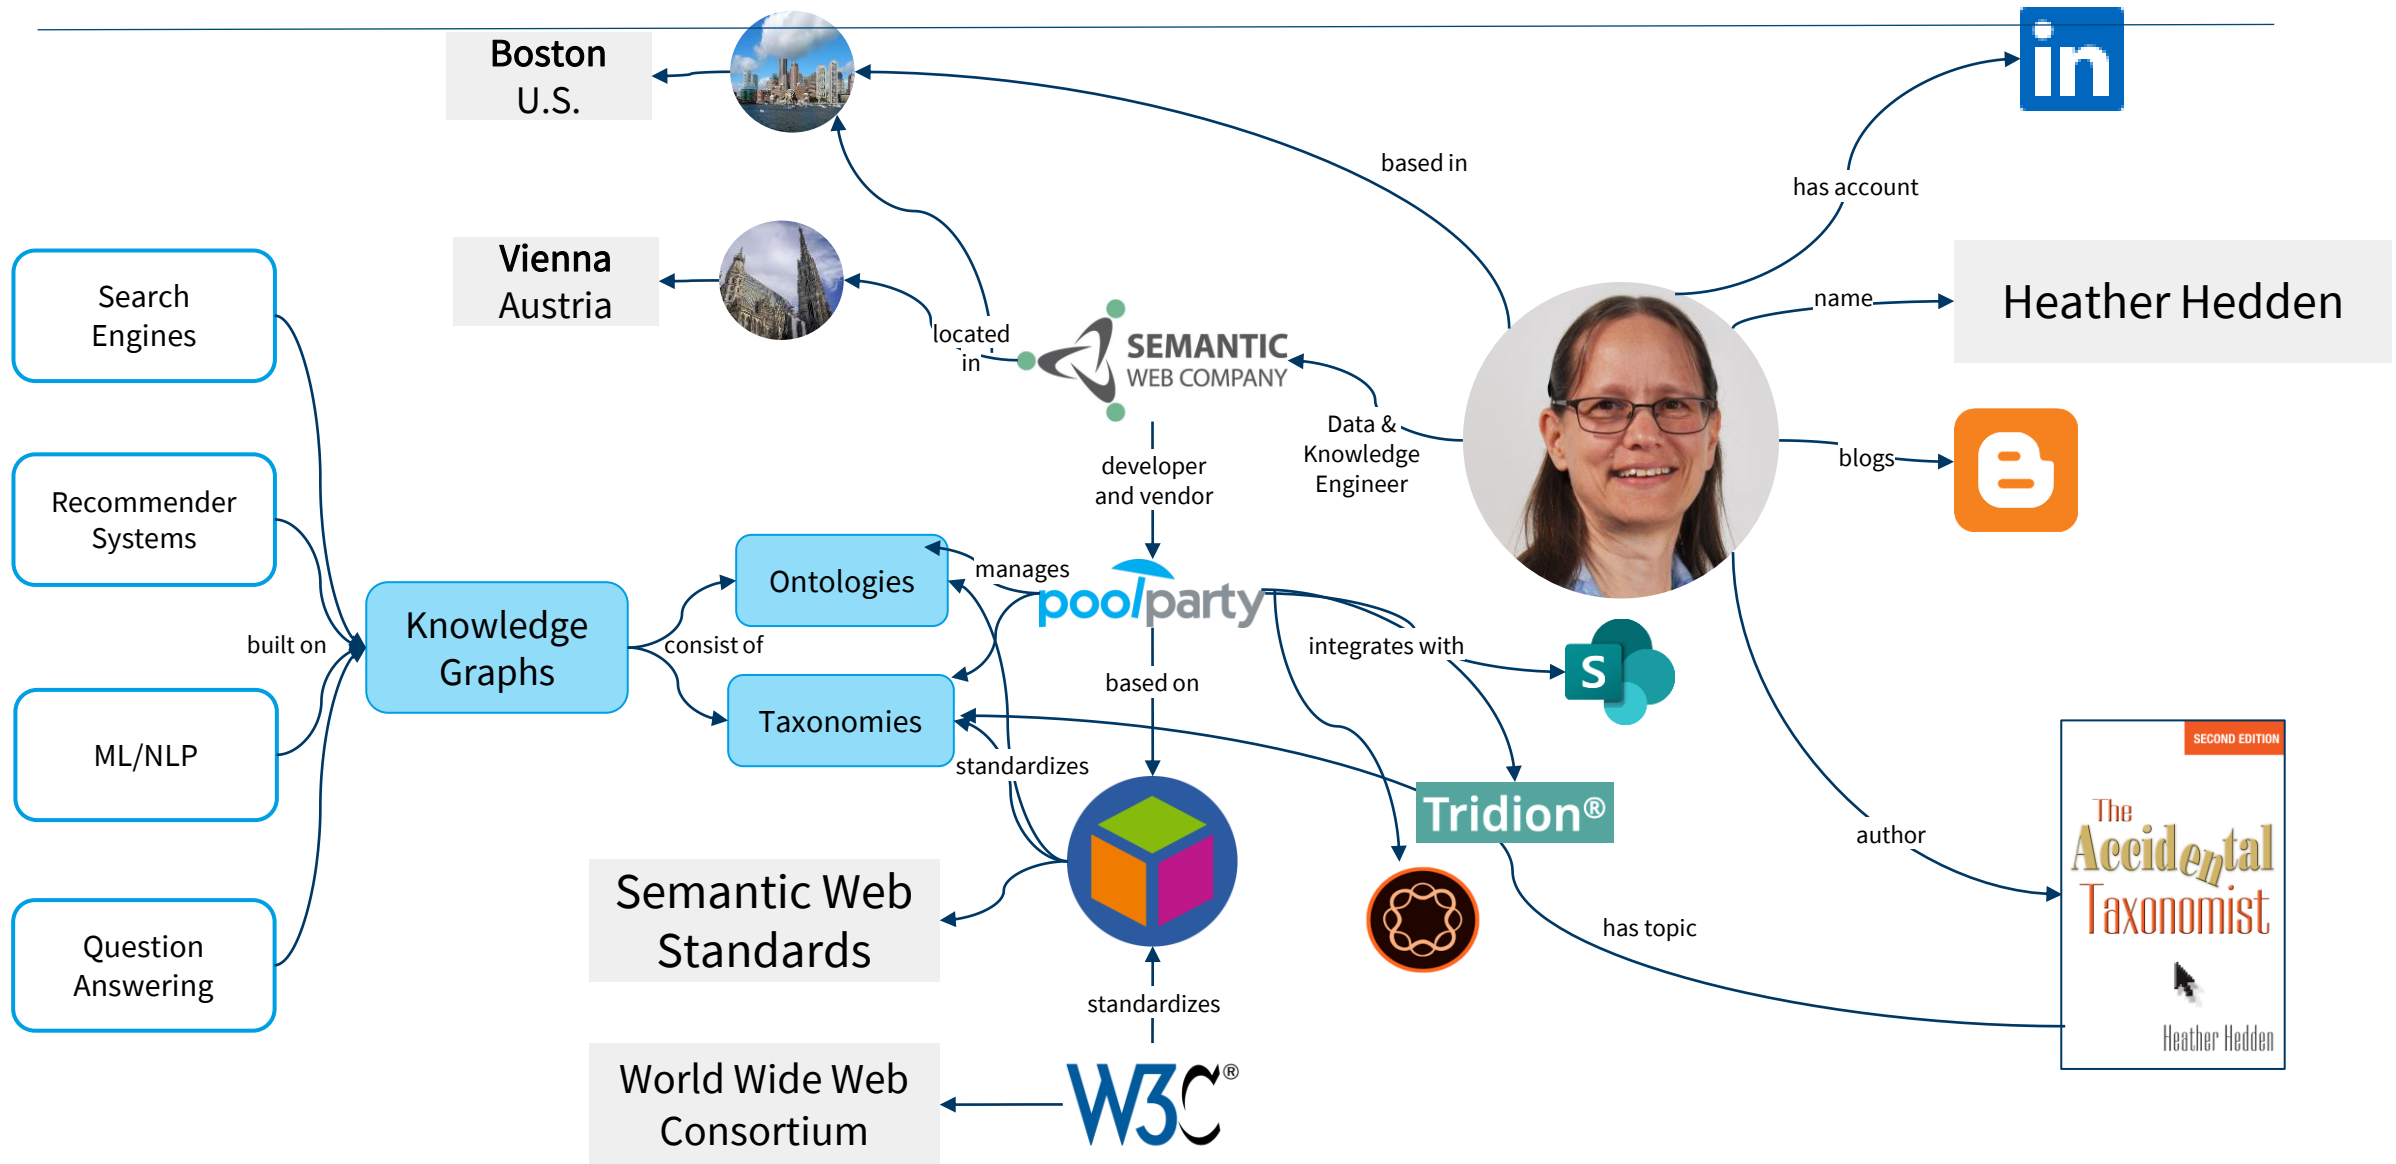 Boston
U.S.
in
based in
has account
Vienna
Austria
Search
Engines
name
Heather Hedden
located
in
SEMANTIC
WEB COMPANY
Data &
Knowledge
Engineer
blogs
B
developer
and vendor
Recommender
Systems
Ontologies
manages
poolparty
built on
Knowledge
Graphs
consist of
integrates with
S
based on
Taxonomies
standardizes
ML/NLP
Tridion®
SECOND EDITION
The
Accidental
Taxonomist
Heather Hedden
author
has topic
Semantic Web
Standards
Question
Answering
standardizes
World Wide Web
Consortium
W3C®